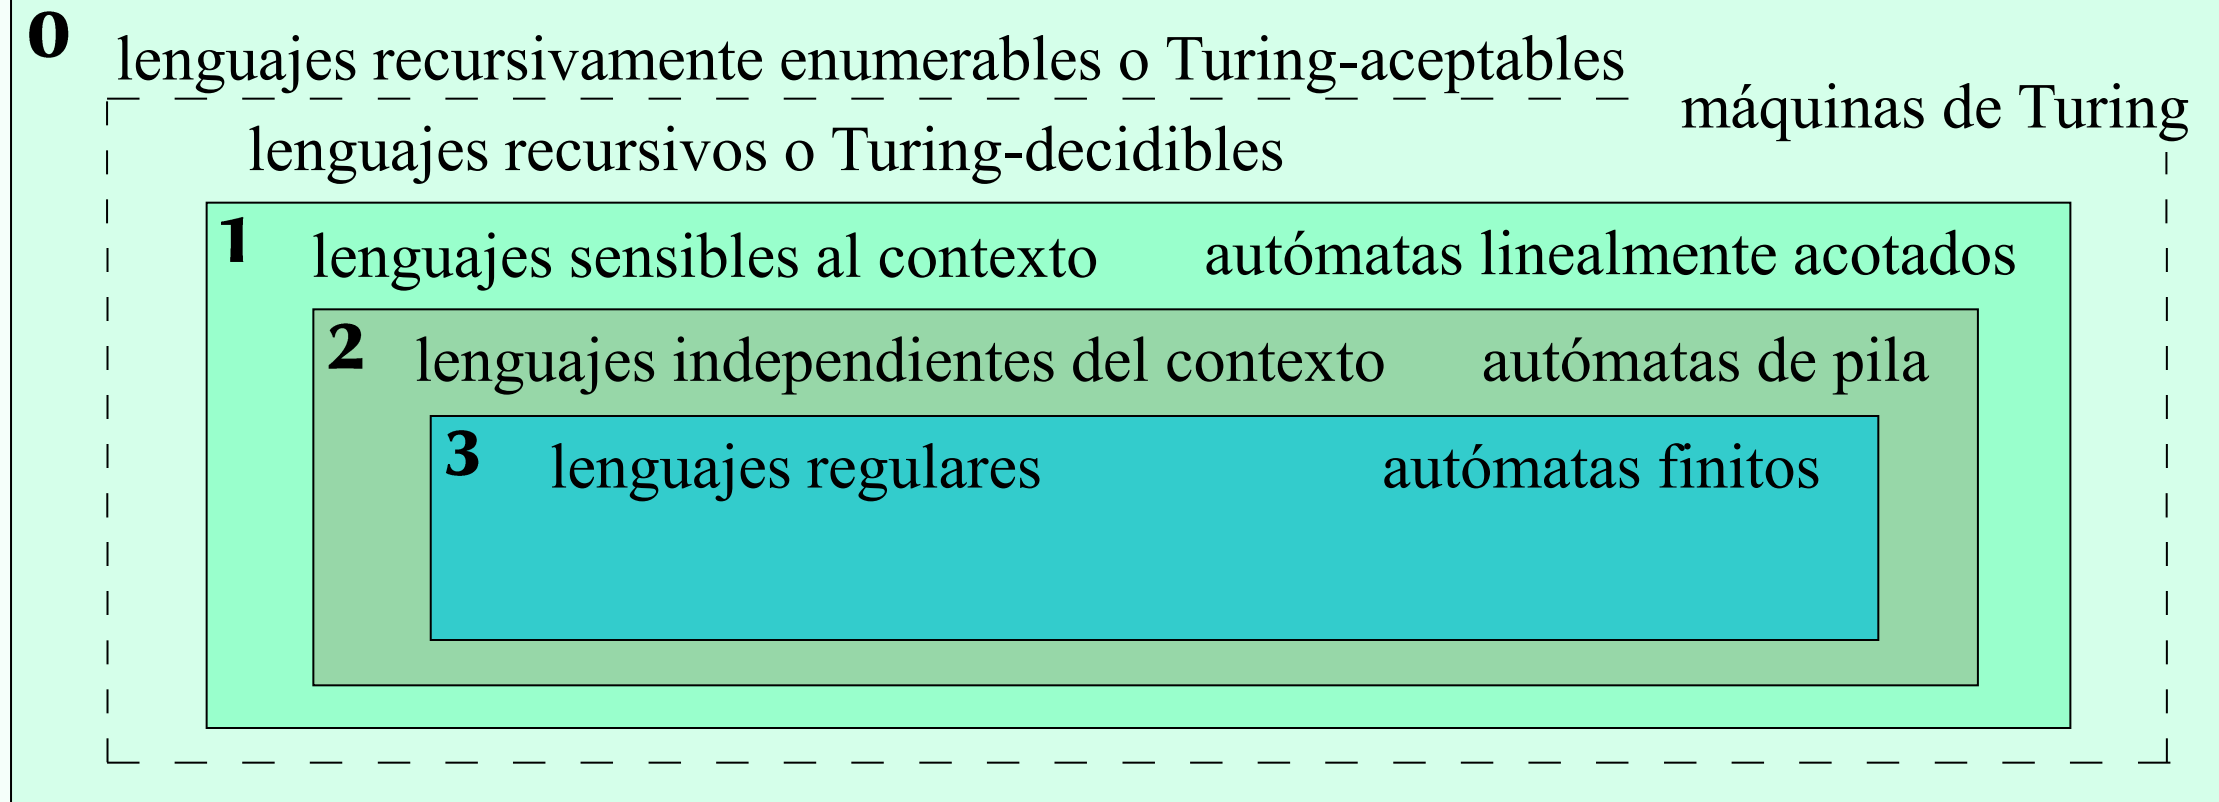 0
lenguajes recursivamente enumerables o Turing-aceptables
máquinas de Turing
lenguajes recursivos o Turing-decidibles
1
lenguajes sensibles al contexto
autómatas linealmente acotados
2
lenguajes independientes del contexto
autómatas de pila
3
lenguajes regulares
autómatas finitos